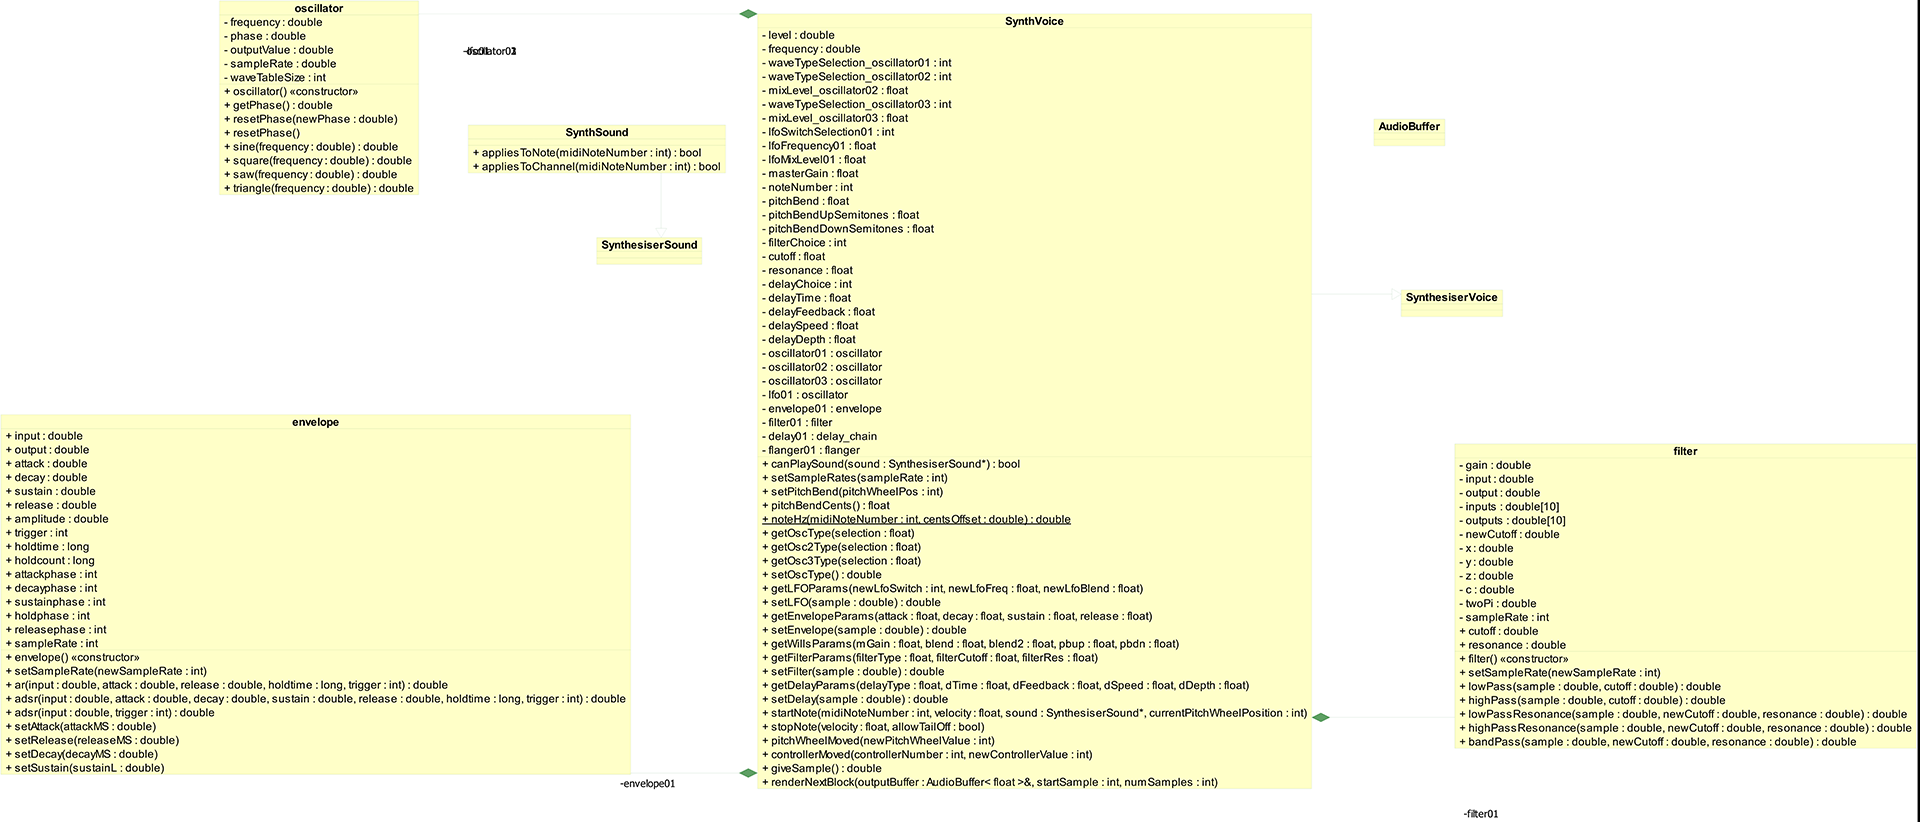 oscillator
- frequency : double
- phase : double
- outputValue : double
- sampleRate : double
- waveTableSize : int
+ oscillator() «constructor»
+ getPhase() : double
+ resetPhase(newPhase : double)
+ resetPhase()
+ sine(frequency : double) : double
+ square(frequency : double) : double
+ saw(frequency : double) : double
+ triangle(frequency : double) : double
SynthSound
+ appliesToNote(midiNoteNumber : int) : bool
+ appliesToChannel(midiNoteNumber : int) : bool
SynthesiserSound
SynthVoice
- level : double
- frequency : double
- waveTypeSelection_oscillator01 : int
- waveTypeSelection_oscillator02 : int
- mixLevel_oscillator02 : float
- waveTypeSelection_oscillator03 : int
- mixLevel_oscillator03 : float
- lfoSwitchSelection01 : int
- lfoFrequency01 : float
- lfoMixLevel01 : float
- masterGain : float
- noteNumber : int
- pitchBend : float
- pitchBendUpSemitones : float
- pitchBendDownSemitones : float
- filterChoice : int
- cutoff : float
- resonance : float
- delayChoice : int
- delayTime : float
- delayFeedback : float
- delaySpeed : float
- delayDepth : float
- oscillator01 : oscillator
- oscillator02 : oscillator
- oscillator03 : oscillator
- lfo01 : oscillator
- envelope01 : envelope
- filter01 : filter
- delay01 : delay_chain
- flanger01 : flanger
+ canPlaySound(sound : SynthesiserSound*) : bool
+ setSampleRates(sampleRate : int)
+ setPitchBend(pitchWheelPos : int)
+ pitchBendCents() : float
+ noteHz(midiNoteNumber : int, centsOffset : double) : double
+ getOscType(selection : float)
+ getOsc2Type(selection : float)
+ getOsc3Type(selection : float)
+ setOscType() : double
+ getLFOParams(newLfoSwitch : int, newLfoFreq : float, newLfoBlend : float)
+ setLFO(sample : double) : double
+ getEnvelopeParams(attack : float, decay : float, sustain : float, release : float)
+ setEnvelope(sample : double) : double
+ getWillsParams(mGain : float, blend : float, blend2 : float, pbup : float, pbdn : float)
+ getFilterParams(filterType : float, filterCutoff : float, filterRes : float)
+ setFilter(sample : double) : double
+ getDelayParams(delayType : float, dTime : float, dFeedback : float, dSpeed : float, dDepth : float)
+ setDelay(sample : double) : double
+ startNote(midiNoteNumber : int, velocity : float, sound : SynthesiserSound*, currentPitchWheelPosition : int)
+ stopNote(velocity : float, allowTailOff : bool)
+ pitchWheelMoved(newPitchWheelValue : int)
+ controllerMoved(controllerNumber : int, newControllerValue : int)
+ giveSample() : double
+ renderNextBlock(outputBuffer : AudioBuffer< float >&, startSample : int, numSamples : int)
AudioBuffer
SynthesiserVoice
envelope
+ input : double
+ output : double
+ attack : double
+ decay : double
+ sustain : double
+ release : double
+ amplitude : double
+ trigger : int
+ holdtime : long
+ holdcount : long
+ attackphase : int
+ decayphase : int
+ sustainphase : int
+ holdphase : int
+ releasephase : int
+ sampleRate : int
+ envelope() «constructor»
+ setSampleRate(newSampleRate : int)
+ ar(input : double, attack : double, release : double, holdtime : long, trigger : int) : double
+ adsr(input : double, attack : double, decay : double, sustain : double, release : double, holdtime : long, trigger : int) : double
+ adsr(input : double, trigger : int) : double
+ setAttack(attackMS : double)
+ setRelease(releaseMS : double)
+ setDecay(decayMS : double)
+ setSustain(sustainL : double)
-envelope01
filter
- gain : double
- input : double
- output : double
- inputs : double[10]
- outputs : double[10]
- newCutoff : double
- x : double
- y : double
- z : double
- c : double
- twoPi : double
- sampleRate : int
+ cutoff : double
+ resonance : double
+ filter() «constructor»
+ setSampleRate(newSampleRate : int)
+ lowPass(sample : double, cutoff : double) : double
+ highPass(sample : double, cutoff : double) : double
+ lowPassResonance(sample : double, newCutoff : double, resonance : double) : double
+ highPassResonance(sample : double, newCutoff : double, resonance : double) : double
+ bandPass(sample : double, newCutoff : double, resonance : double) : double
-filter01